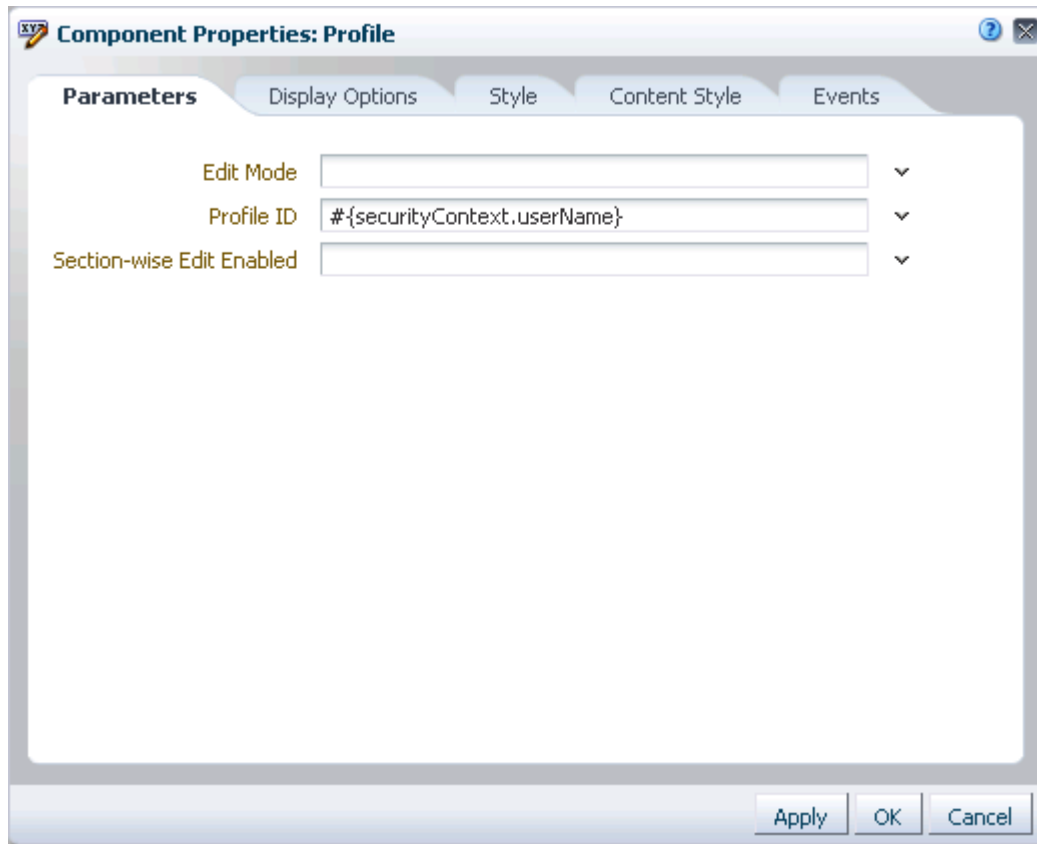 Component Properties: Profile
Parameters Display Options Style Content Style Events
Edit Mode
Profile ID #{securityContext.userName}
Section-wise Edit Enabled
Apply OK Cancel